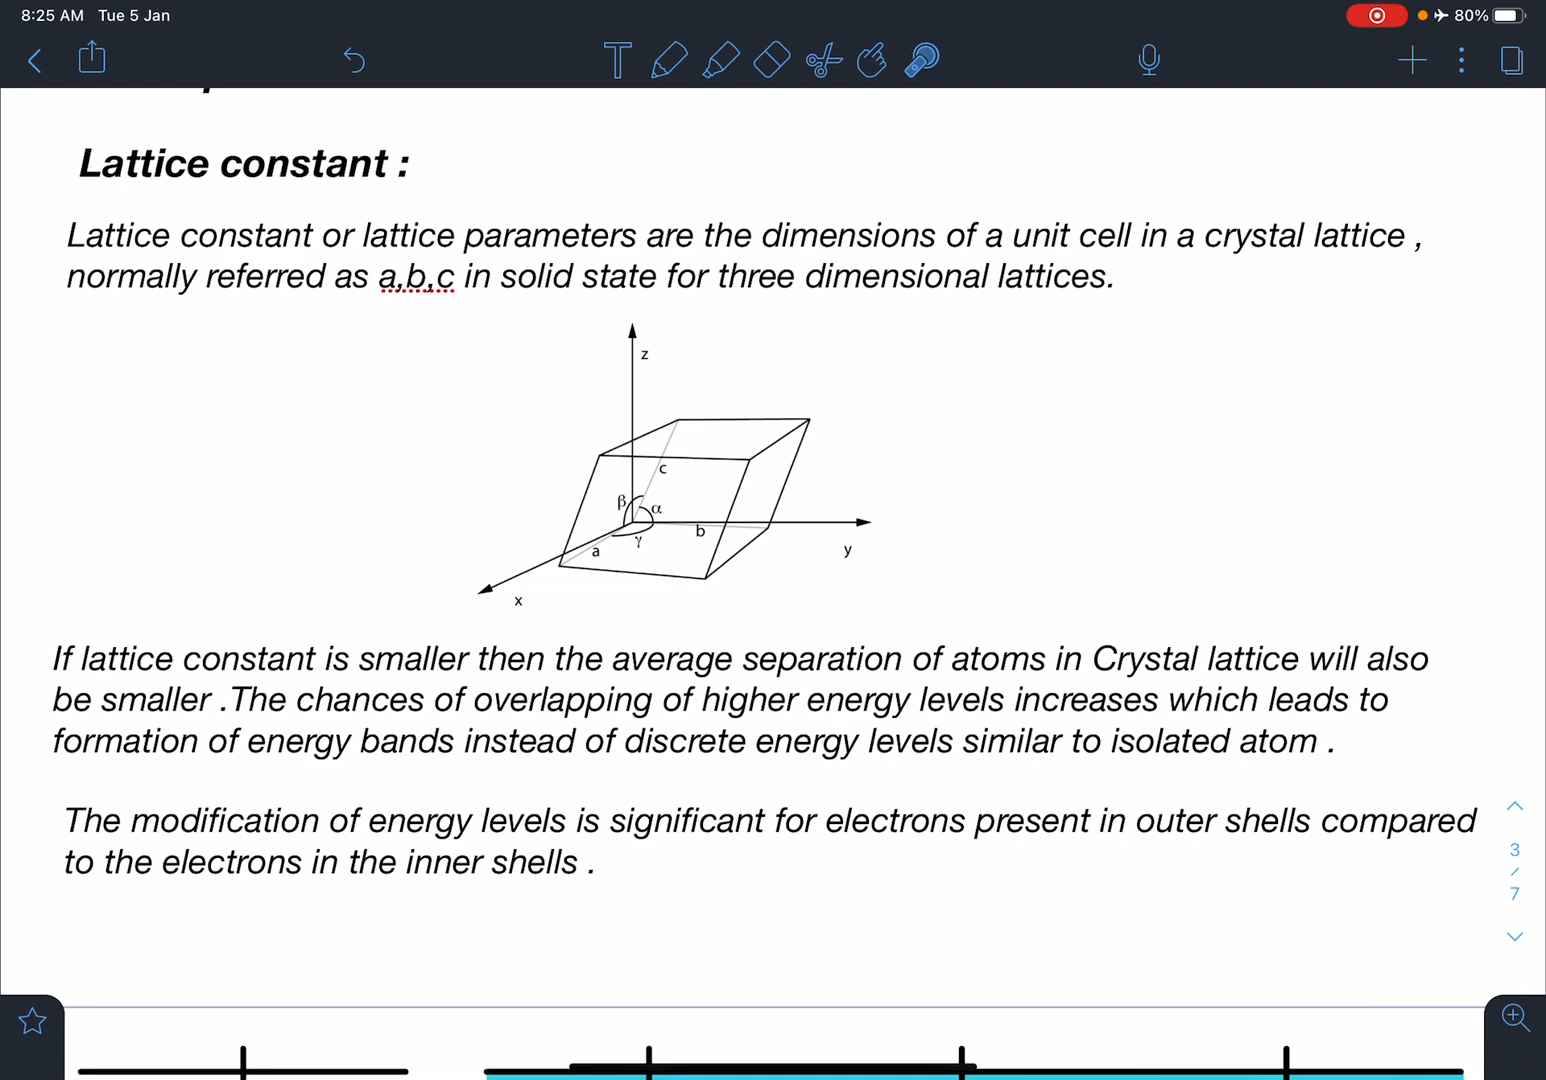 8:25 AM Tue 5 Jan
80%
T
Lattice constant :
Lattice constant or lattice parameters are the dimensions of a unit cell in a crystal lattice ,
normally referred as a,b,c in solid state for three dimensional lattices.
z
c
β
α
b
a
γ
y
x
If lattice constant is smaller then the average separation of atoms in Crystal lattice will also
be smaller .The chances of overlapping of higher energy levels increases which leads to
formation of energy bands instead of discrete energy levels similar to isolated atom .
The modification of energy levels is significant for electrons present in outer shells compared
to the electrons in the inner shells .
3
/
7